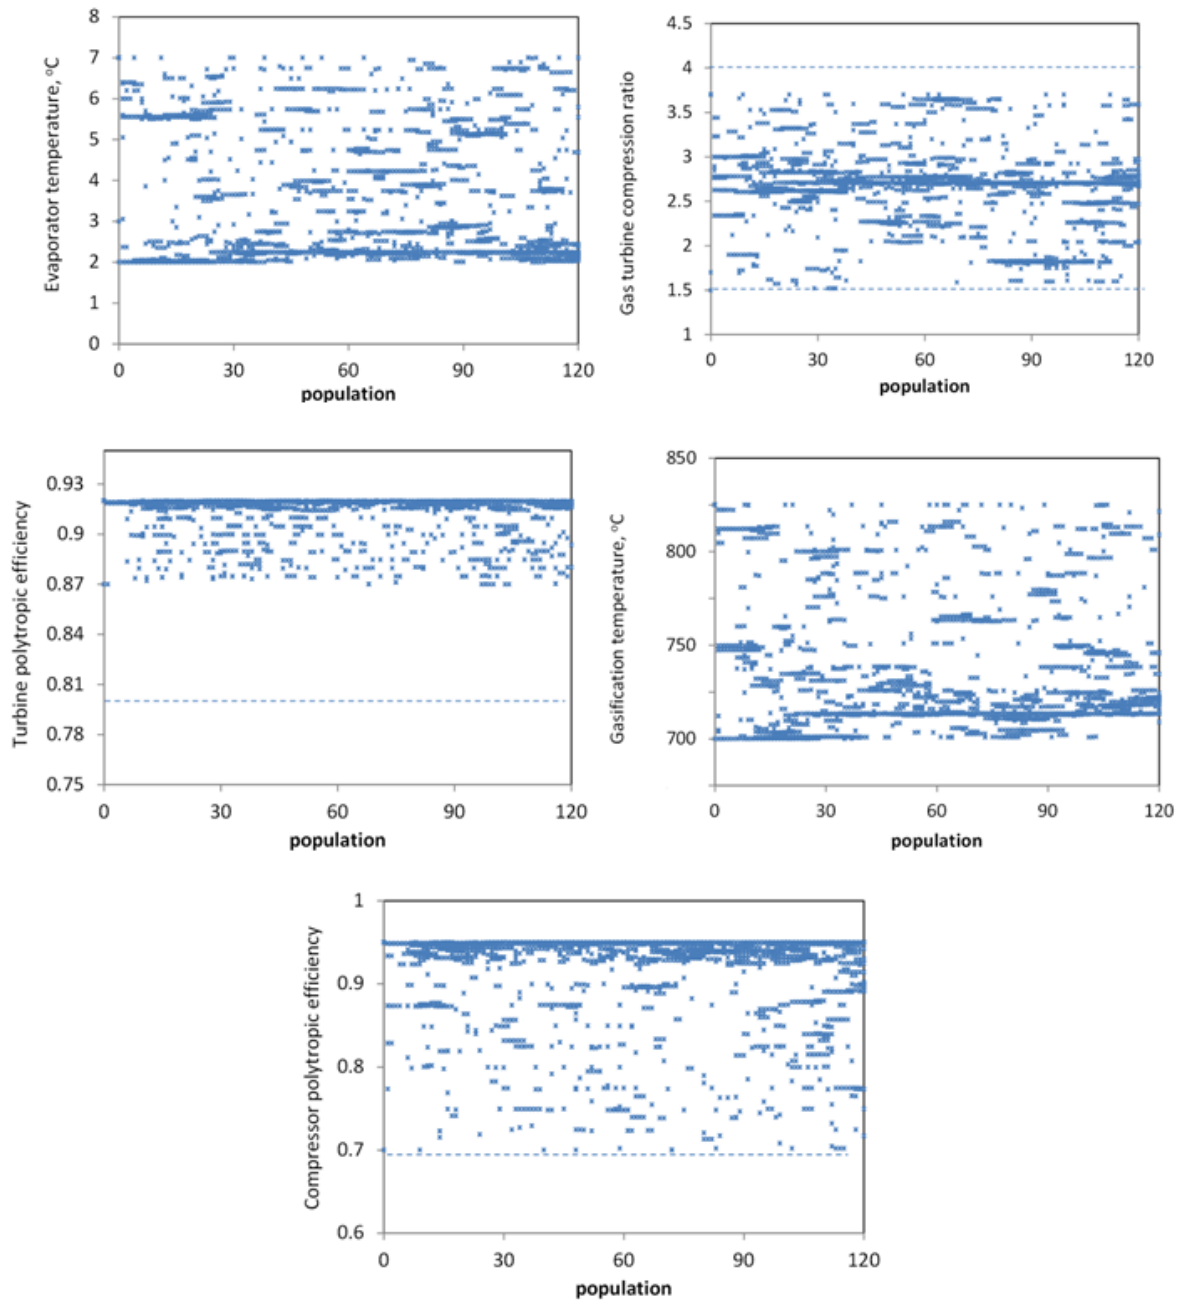 Evaporator temperature, °C
8
7
6
5
4
3
2
1
0
0 30 60 90 120
population
Gas turbine compression ratio
4.5
4
3.5
3
2.5
2
1.5
1
0 30 60 90 120
population
Turbine polytropic efficiency
0.93
0.9
0.87
0.84
0.81
0.78
0.75
0 30 60 90 120
population
Gasification temperature, °C
850
800
750
700
0 30 60 90 120
population
Compressor polytropic efficiency
1
0.9
0.8
0.7
0.6
0 30 60 90 120
population